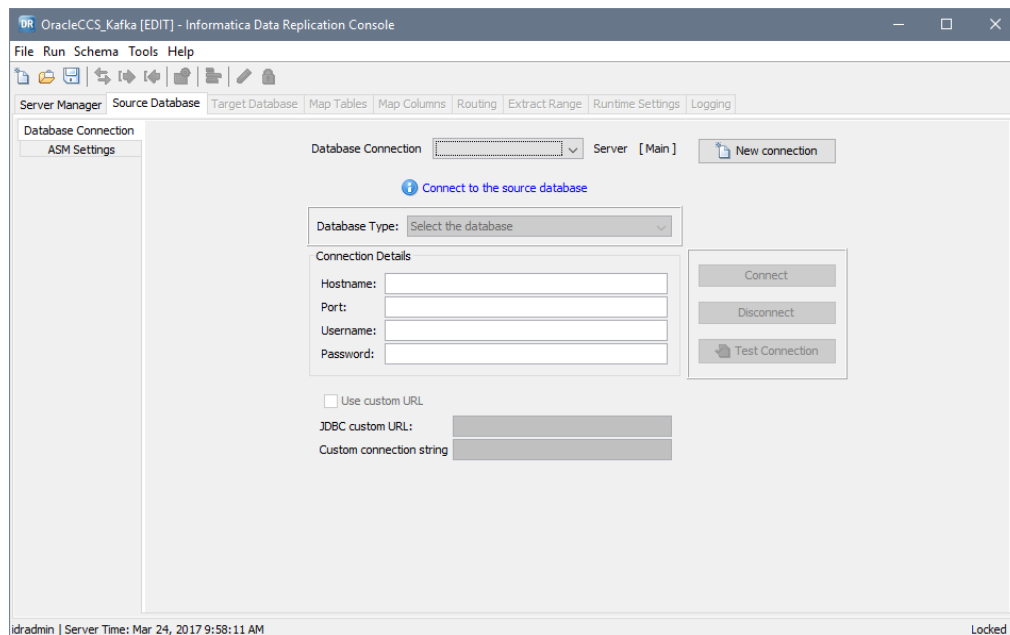 DR OracleCCS_Kafka [EDIT] - Informatica Data Replication Console
File Run Schema Tools Help
Server Manager Source Database Target Database Map Tables Map Columns Routing Extract Range Runtime Settings Logging
Database Connection
ASM Settings
Database Connection Server [ Main ] New connection
Connect to the source database
Database Type: Select the database
Connection Details
Hostname:
Port:
Username:
Password:
Connect
Disconnect
Test Connection
Use custom URL
JDBC custom URL:
Custom connection string
idradmin | Server Time: Mar 24, 2017 9:58:11 AM Locked